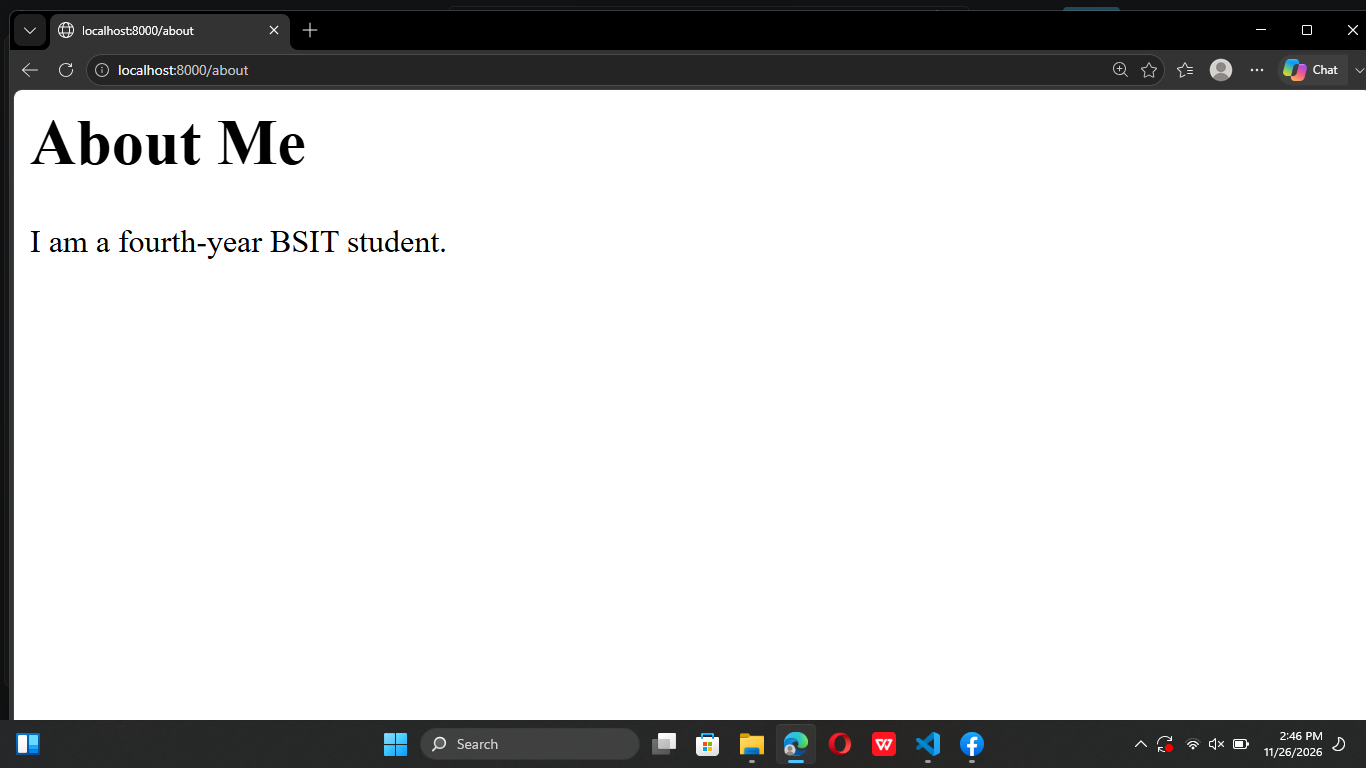 localhost:8000/about
localhost:8000/about
Chat
About Me
I am a fourth-year BSIT student.
Search
W
2:46 PM
11/26/2026